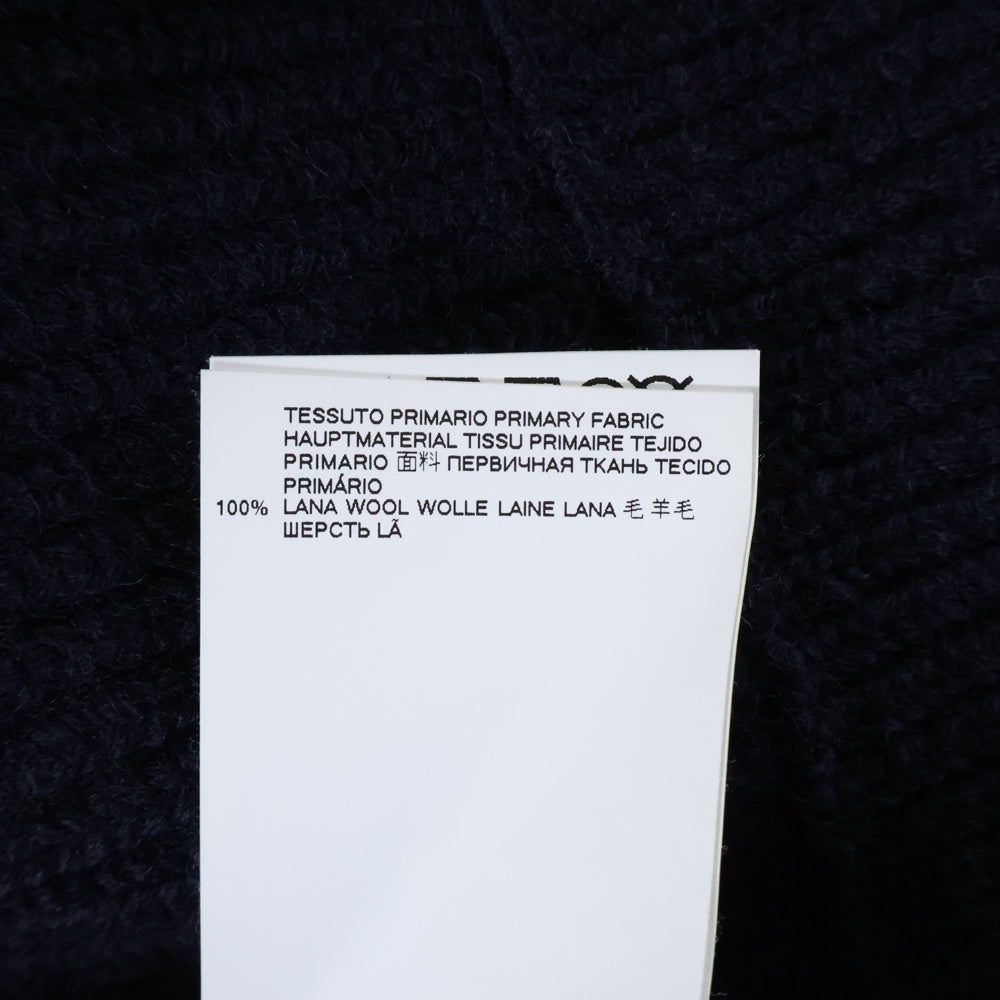 TESSUTO PRIMARIO PRIMARY FABRIC
HAUPTMATERIAL TISSU PRIMAIRE TEJIDO
PRIMARIO 面料 ПЕРВИЧНАЯ ТКАНЬ TECIDO
PRIMÁRIO
100% LANA WOOL WOLLE LAINE LANA 毛 羊毛
ШЕРСТЬ LÃ